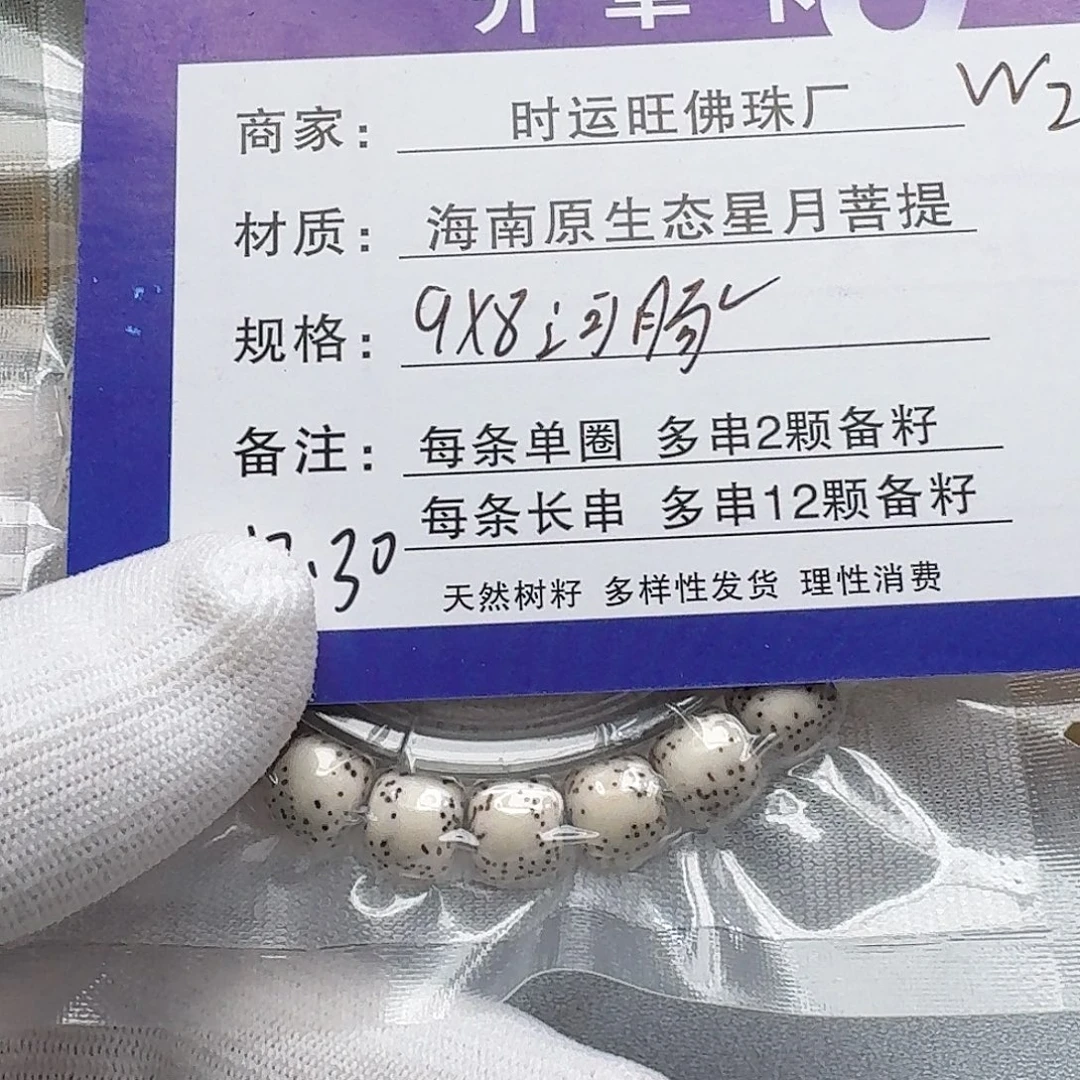 商家： 时运旺佛珠厂 W2
材质： 海南原生态星月菩提
规格： 9X8
备注： 每条单圈 多串2颗备籽
每条长串 多串12颗备籽
.30
天然树籽 多样性发货 理性消费